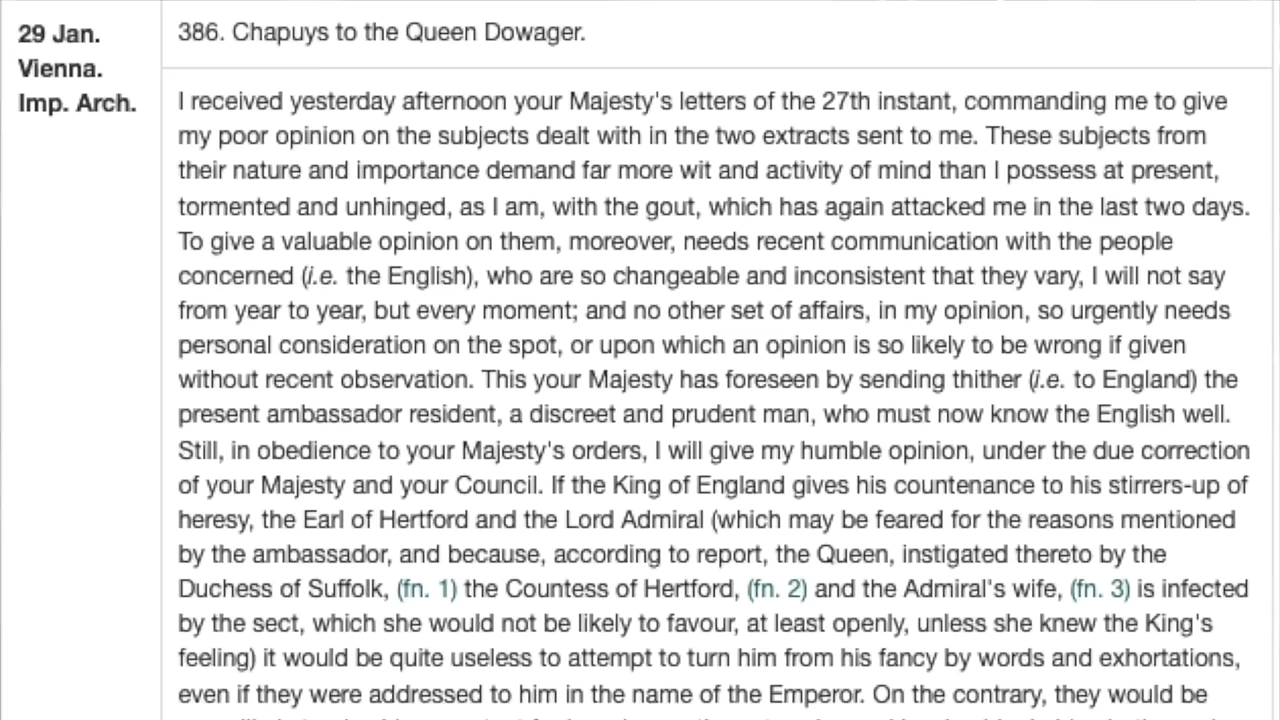 29 Jan.
Vienna.
Imp. Arch.
386. Chapuys to the Queen Dowager.
I received yesterday afternoon your Majesty's letters of the 27th instant, commanding me to give
my poor opinion on the subjects dealt with in the two extracts sent to me. These subjects from
their nature and importance demand far more wit and activity of mind than I possess at present,
tormented and unhinged, as I am, with the gout, which has again attacked me in the last two days.
To give a valuable opinion on them, moreover, needs recent communication with the people
concerned (i.e. the English), who are so changeable and inconsistent that they vary, I will not say
from year to year, but every moment; and no other set of affairs, in my opinion, so urgently needs
personal consideration on the spot, or upon which an opinion is so likely to be wrong if given
without recent observation. This your Majesty has foreseen by sending thither (i.e. to England) the
present ambassador resident, a discreet and prudent man, who must now know the English well.
Still, in obedience to your Majesty's orders, I will give my humble opinion, under the due correction
of your Majesty and your Council. If the King of England gives his countenance to his stirrers-up of
heresy, the Earl of Hertford and the Lord Admiral (which may be feared for the reasons mentioned
by the ambassador, and because, according to report, the Queen, instigated thereto by the
Duchess of Suffolk, (fn. 1) the Countess of Hertford, (fn. 2) and the Admiral's wife, (fn. 3) is infected
by the sect, which she would not be likely to favour, at least openly, unless she knew the King's
feeling) it would be quite useless to attempt to turn him from his fancy by words and exhortations,
even if they were addressed to him in the name of the Emperor. On the contrary, they would be